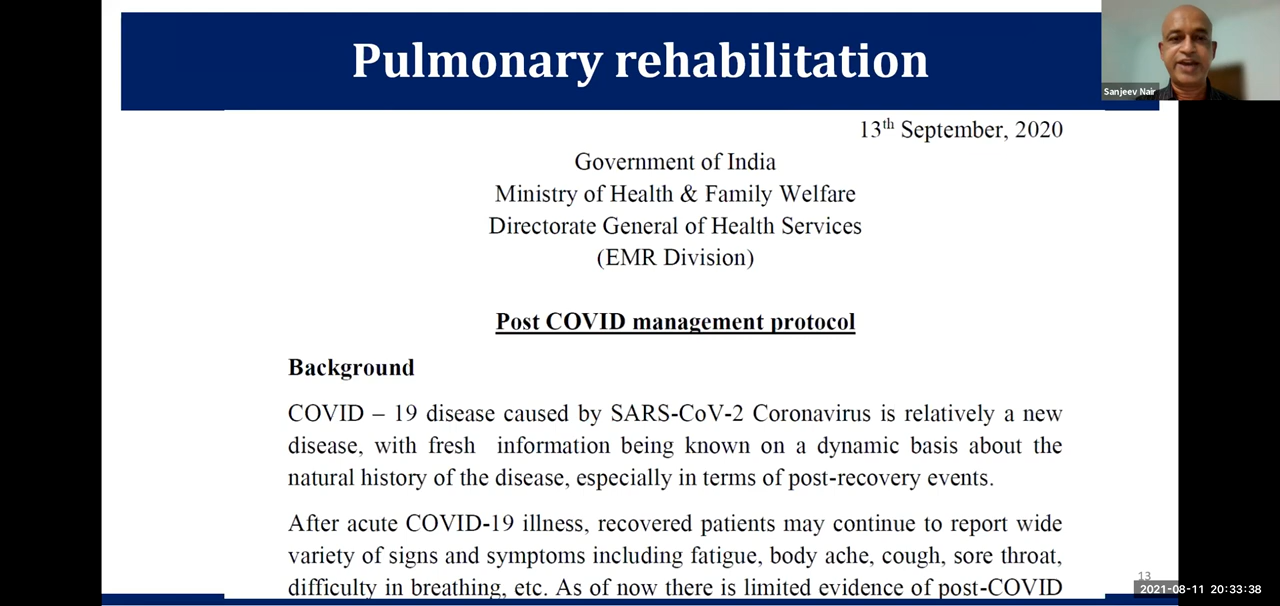 Pulmonary rehabilitation
Sanjeev Nair
13th September, 2020
Government of India
Ministry of Health & Family Welfare
Directorate General of Health Services
(EMR Division)
Post COVID management protocol
Background
COVID – 19 disease caused by SARS-CoV-2 Coronavirus is relatively a new
disease, with fresh information being known on a dynamic basis about the
natural history of the disease, especially in terms of post-recovery events.
After acute COVID-19 illness, recovered patients may continue to report wide
variety of signs and symptoms including fatigue, body ache, cough, sore throat,
difficulty in breathing, etc. As of now there is limited evidence of post-COVID
13
2021-08-11 20:33:38